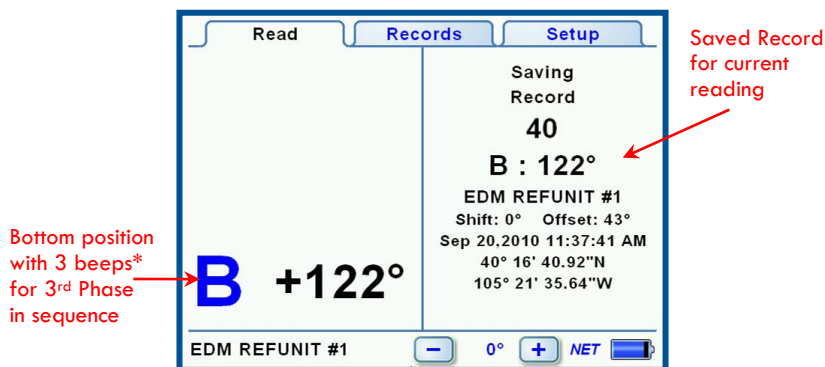 Read
Records
Setup
Saved Record
for current
reading
Saving
Record
40
B : 122°
EDM REFUNIT #1
Shift: 0° Offset: 43°
Sep 20,2010 11:37:41 AM
40° 16' 40.92"N
105° 21' 35.64"W
Bottom position
with 3 beeps*
for 3rd Phase
in sequence
B +122°
EDM REFUNIT #1
− 0° + NET